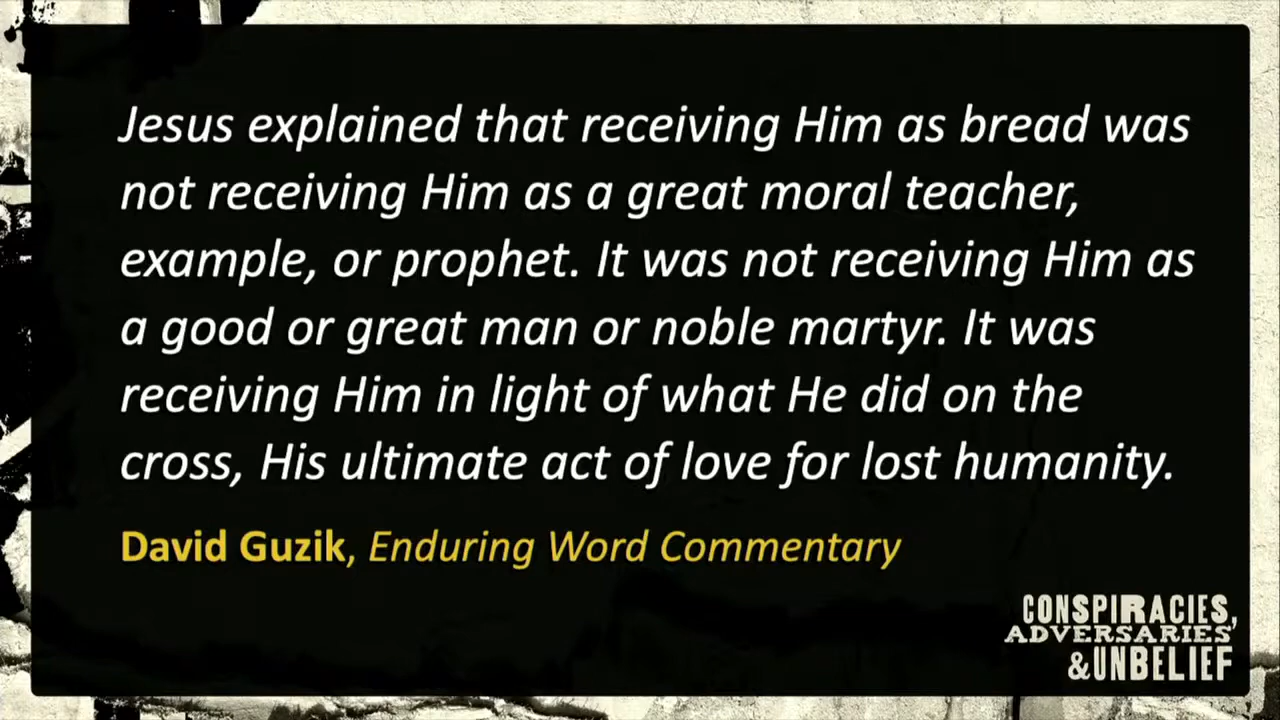 Jesus explained that receiving Him as bread was
not receiving Him as a great moral teacher,
example, or prophet. It was not receiving Him as
a good or great man or noble martyr. It was
receiving Him in light of what He did on the
cross, His ultimate act of love for lost humanity.
David Guzik, Enduring Word Commentary
CONSPIRACIES,
ADVERSARIES
&UNBELIEF